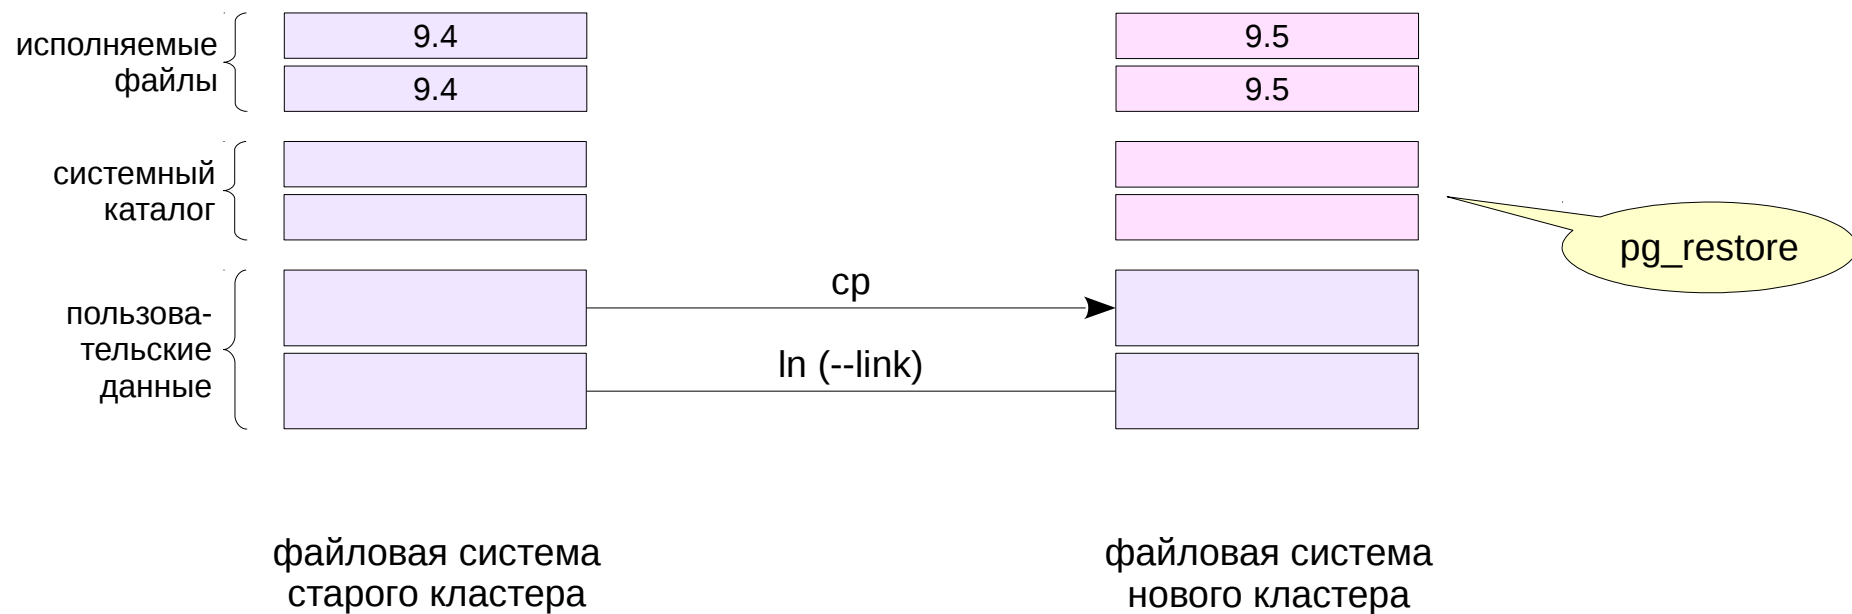 исполняемые
файлы
9.4
9.4
9.5
9.5
системный
каталог
pg_restore
пользова-
тельские
данные
cp
ln (--link)
файловая система
старого кластера
файловая система
нового кластера